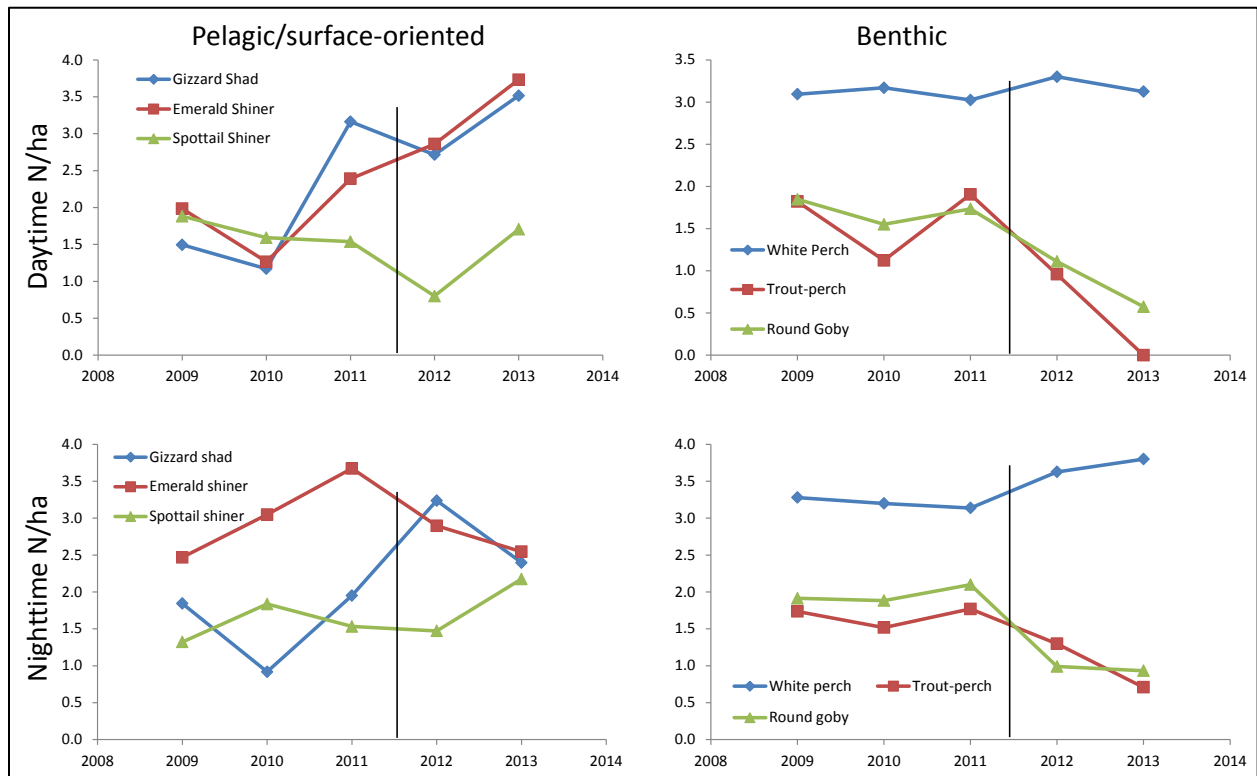 Pelagic/surface-oriented
Benthic
Daytime N/ha
4.0
3.5
3.0
2.5
2.0
1.5
1.0
0.5
0.0
2008 2009 2010 2011 2012 2013 2014
Gizzard Shad
Emerald Shiner
Spottail Shiner
3.5
3.0
2.5
2.0
1.5
1.0
0.5
0.0
2008 2009 2010 2011 2012 2013 2014
White Perch
Trout-perch
Round Goby
Nighttime N/ha
4.0
3.5
3.0
2.5
2.0
1.5
1.0
0.5
0.0
2008 2009 2010 2011 2012 2013 2014
Gizzard shad
Emerald shiner
Spottail shiner
4.0
3.5
3.0
2.5
2.0
1.5
1.0
0.5
0.0
2008 2009 2010 2011 2012 2013 2014
White perch Trout-perch
Round goby